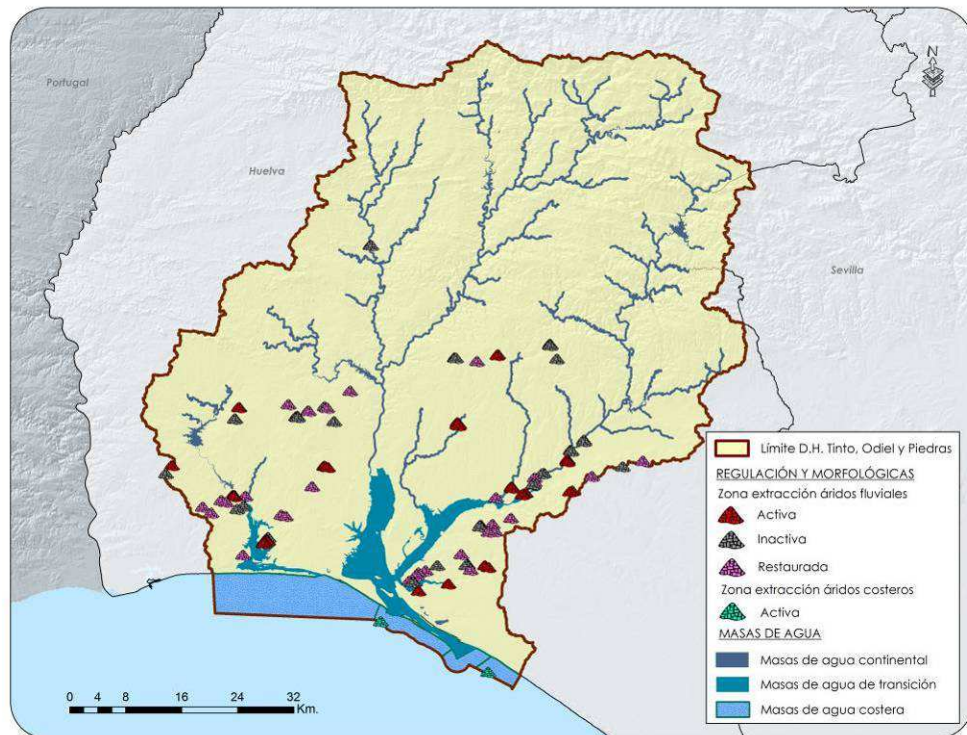 Portugal
N
Huelva
Sevilla
Límite D.H. Tinto, Odiel y Piedras
REGULACIÓN Y MORFOLÓGICAS
Zona extracción áridos fluviales
Activa
Inactiva
Restaurada
Zona extracción áridos costeros
Activa
MASAS DE AGUA
Masas de agua continental
Masas de agua de transición
Masas de agua costera
0 4 8 16 24 32
Km.